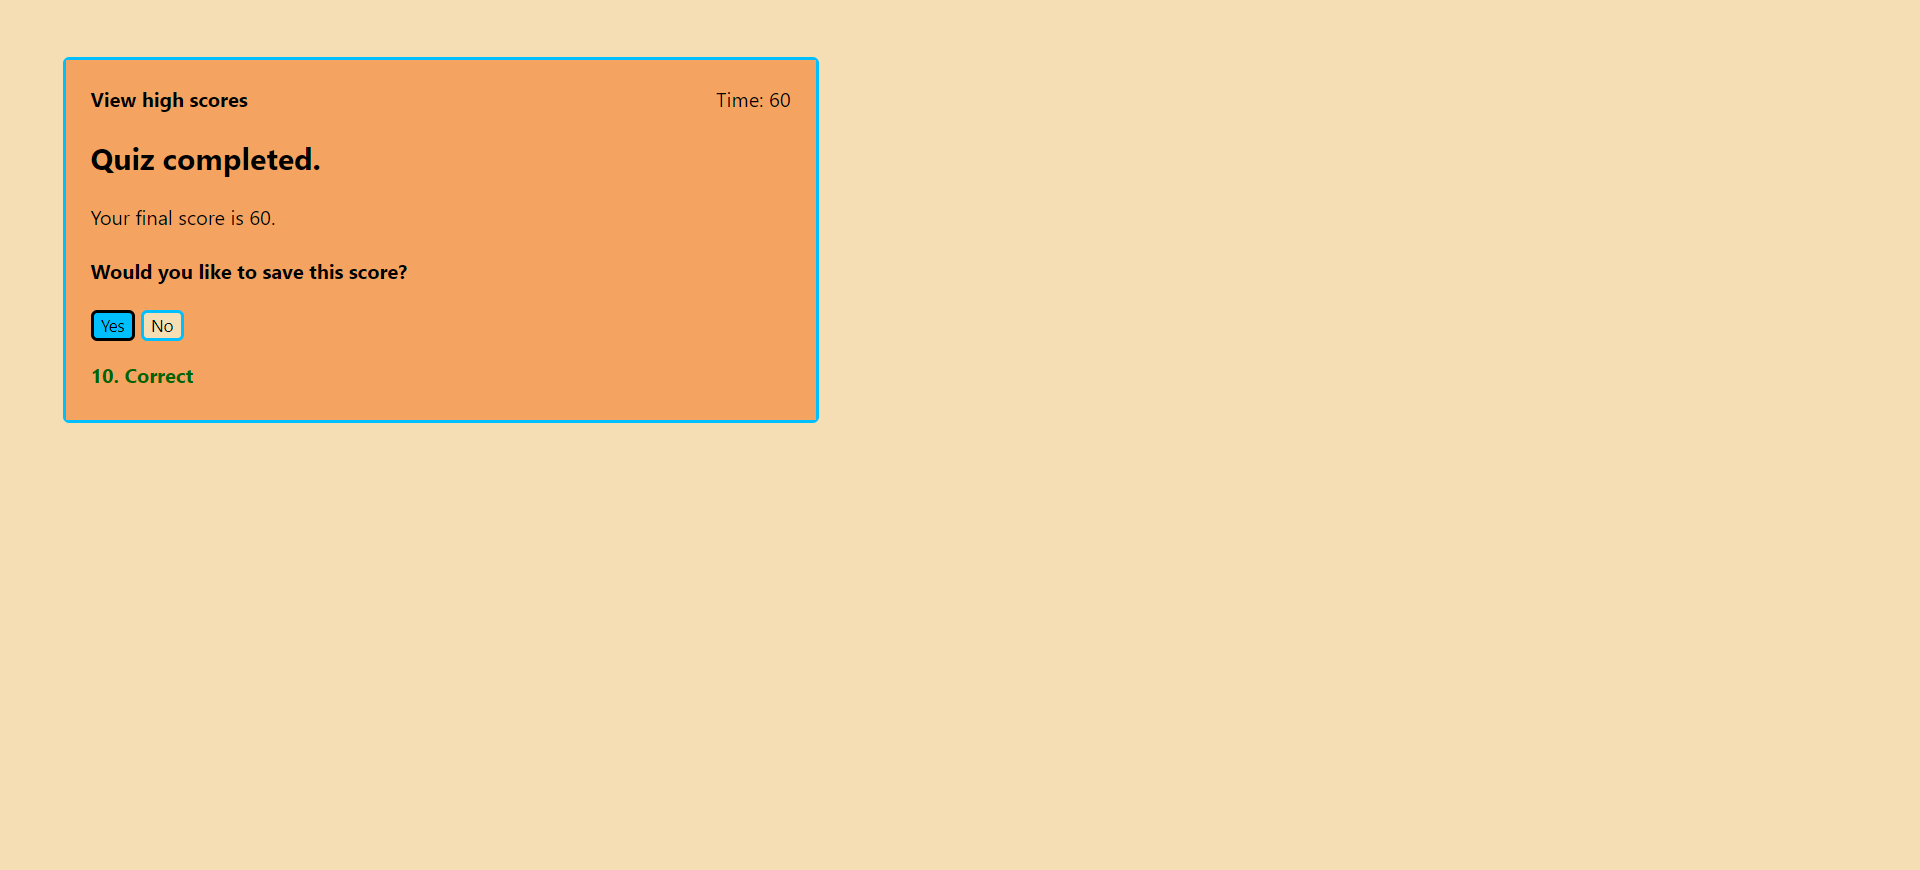 View high scores Time: 60
Quiz completed.
Your final score is 60.
Would you like to save this score?
Yes No
10. Correct